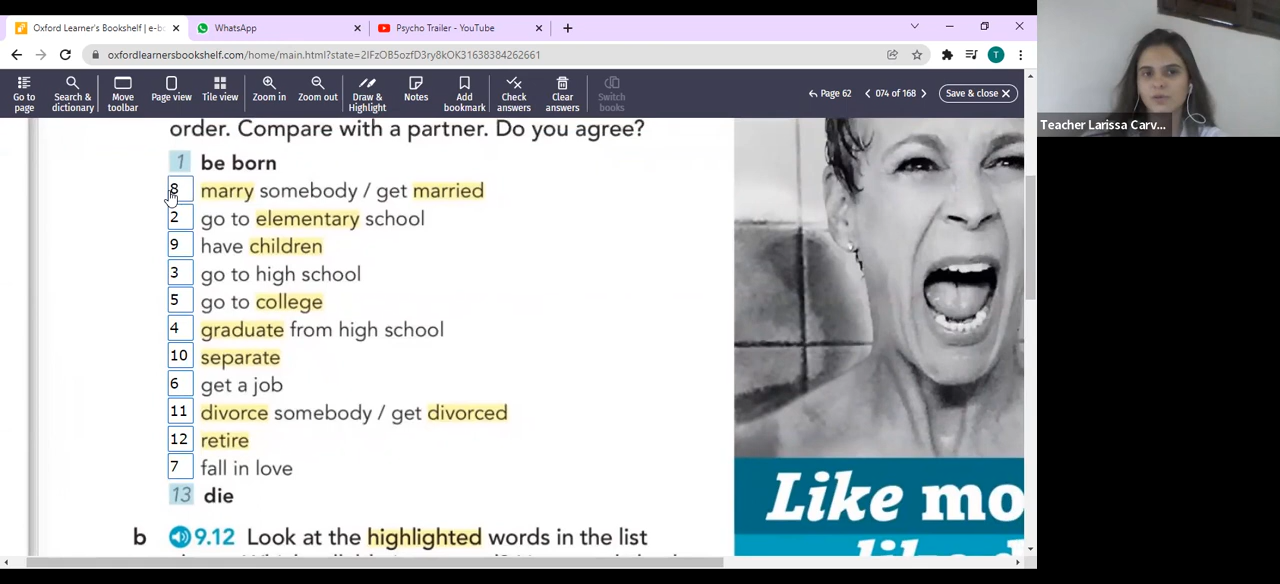 Oxford Learner's Bookshelf | e-b
WhatsApp
Psycho Trailer - YouTube
oxfordlearnersbookshelf.com/home/main.html?state=2IFzOB5ozfD3ry8kOK31638384262661
T
Go to page
Search & dictionary
Move toolbar
Page view
Tile view
Zoom in
Zoom out
Draw & Highlight
Notes
Add bookmark
Check answers
Clear answers
Switch books
Page 62
074 of 168
Save & close
Teacher Larissa Carv...
order. Compare with a partner. Do you agree?
1 be born
8 marry somebody / get married
2 go to elementary school
9 have children
3 go to high school
5 go to college
4 graduate from high school
10 separate
6 get a job
11 divorce somebody / get divorced
12 retire
7 fall in love
13 die
b 9.12 Look at the highlighted words in the list
Like mo